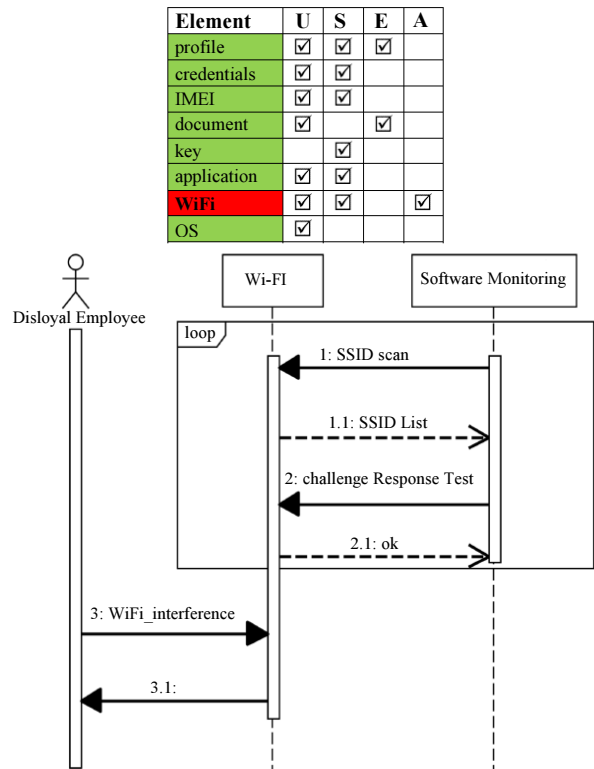 Element U S E A
profile ☑ ☑ ☑
credentials ☑ ☑
IMEI ☑ ☑
document ☑ ☑
key ☑
application ☑ ☑
WiFi ☑ ☑ ☑
OS ☑
Disloyal Employee
Wi-FI
Software Monitoring
loop
1: SSID scan
1.1: SSID List
2: challenge Response Test
2.1: ok
3: WiFi_interference
3.1: